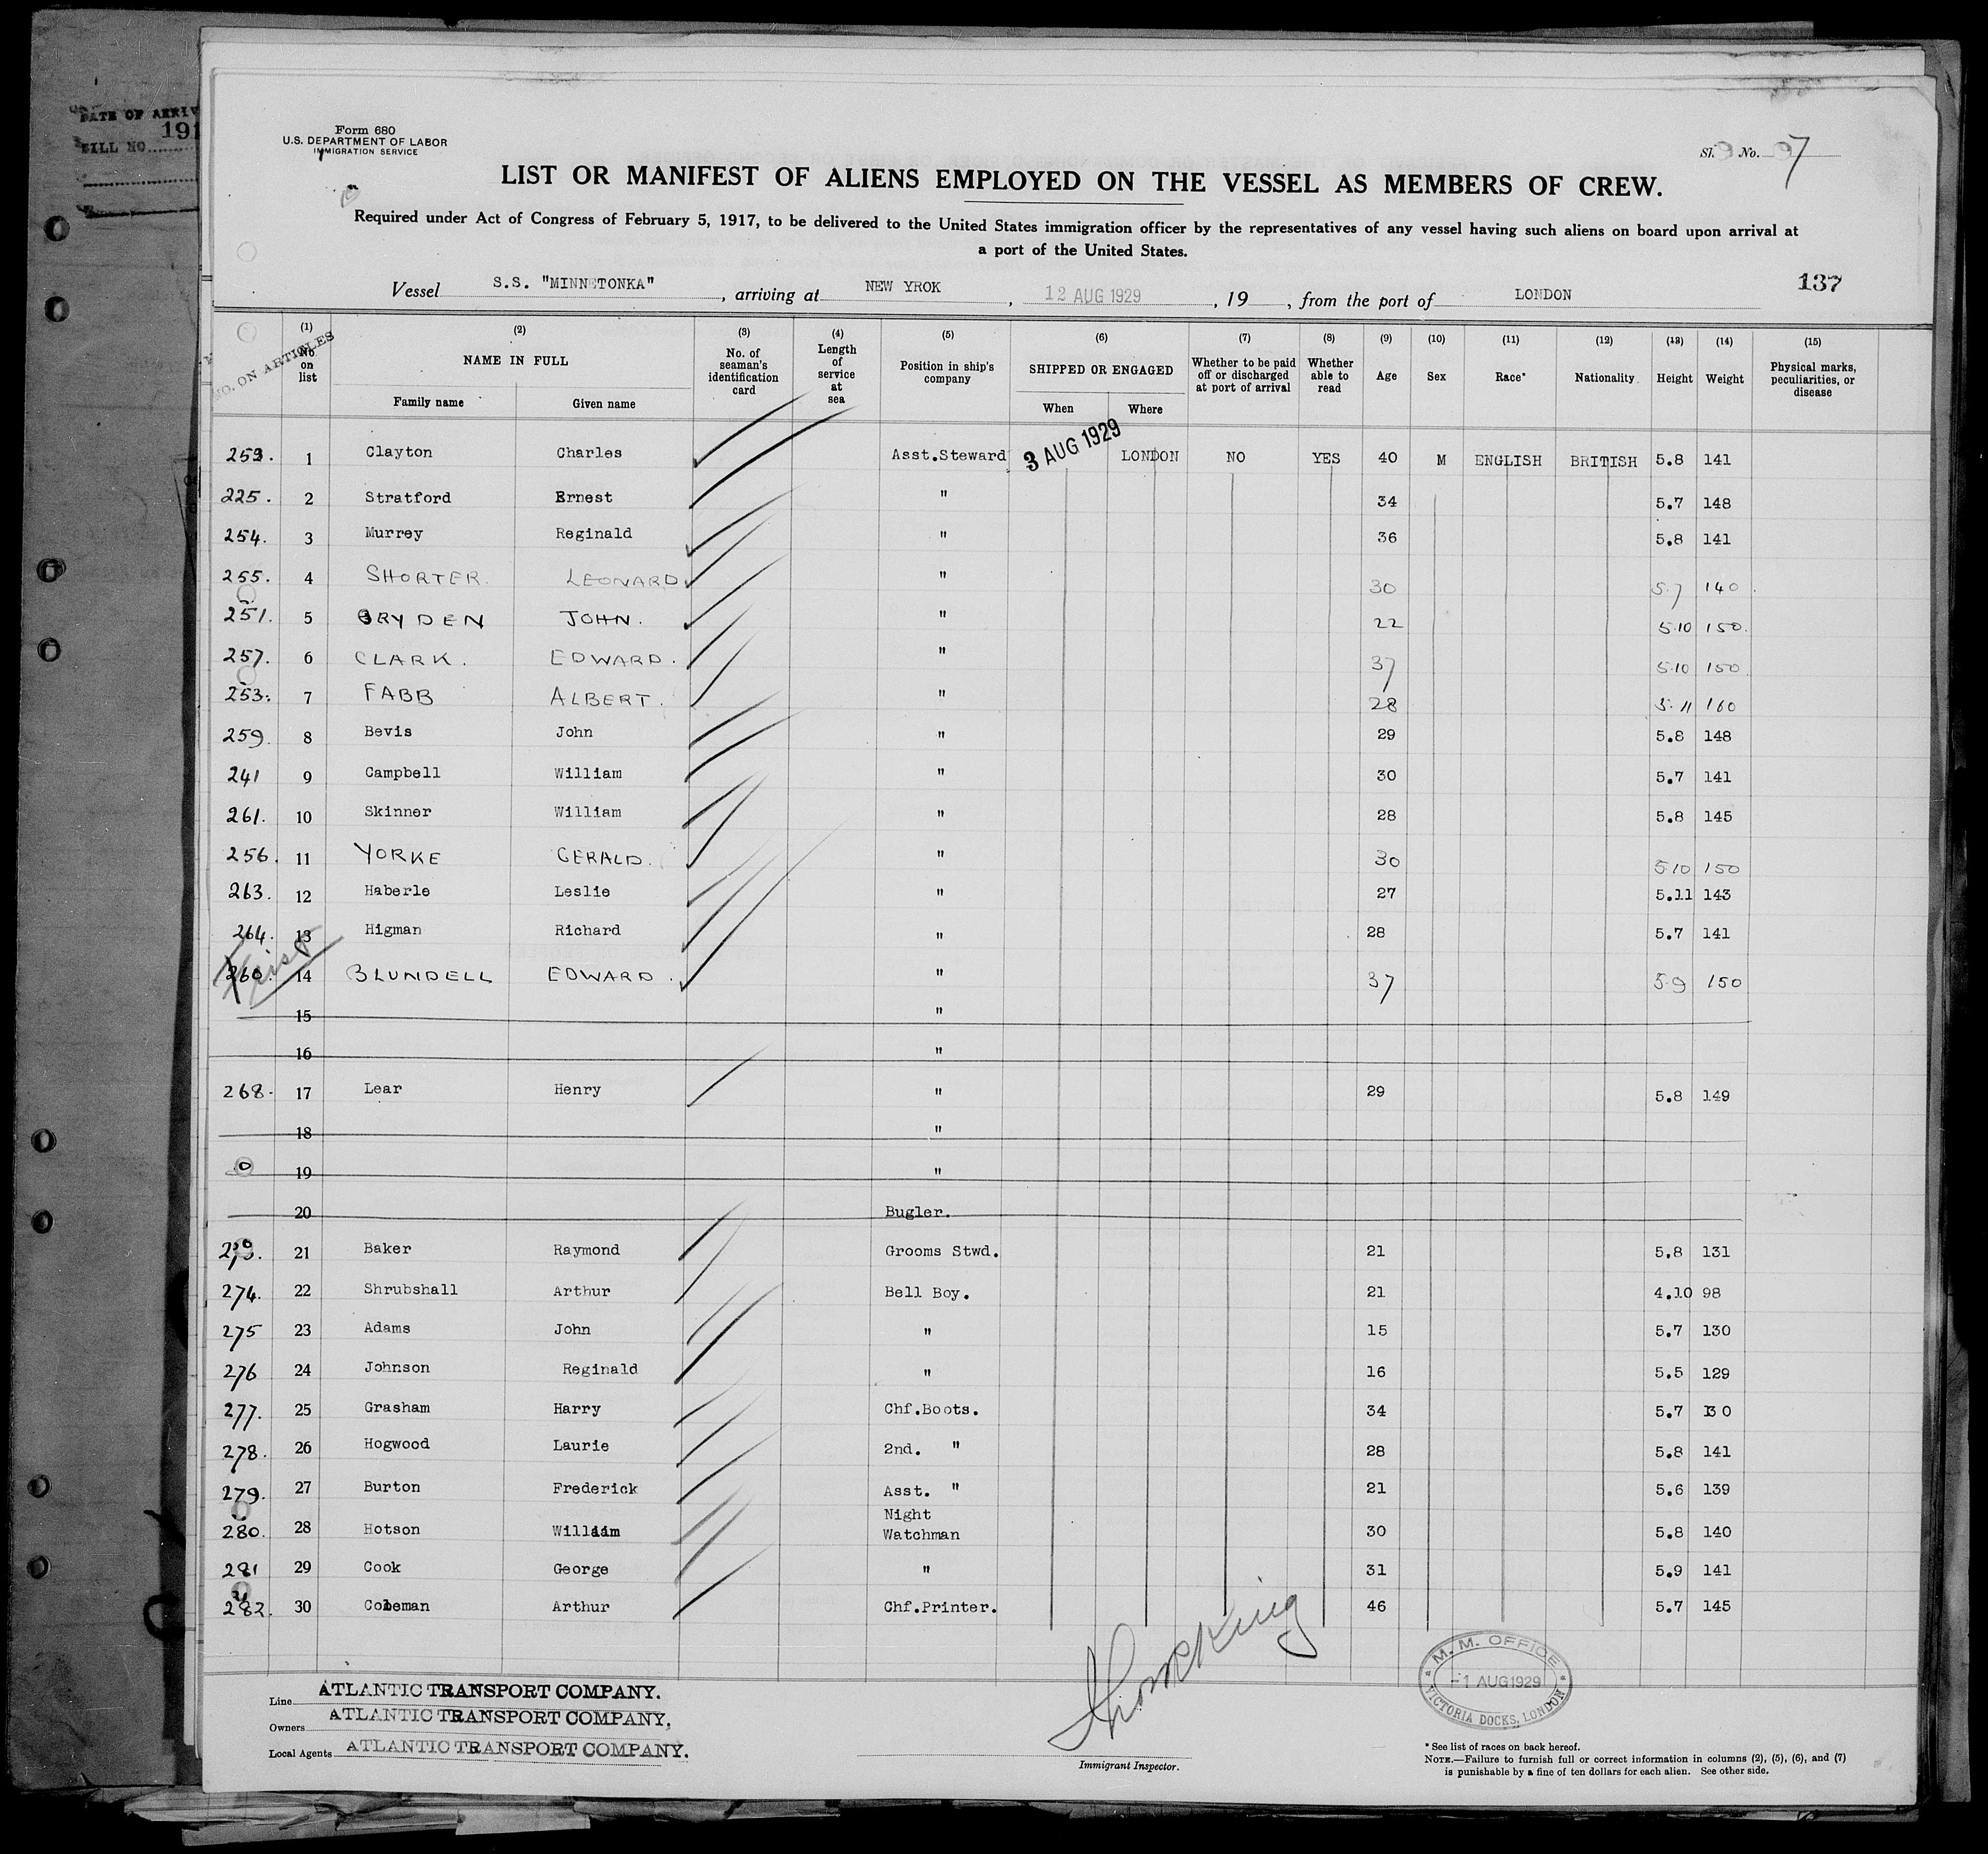 DATE OF ARRIV
191
BILL NO.
Form 680
U.S. DEPARTMENT OF LABOR
IMMIGRATION SERVICE
Sl. No. 97
LIST OR MANIFEST OF ALIENS EMPLOYED ON THE VESSEL AS MEMBERS OF CREW.
Required under Act of Congress of February 5, 1917, to be delivered to the United States immigration officer by the representatives of any vessel having such aliens on board upon arrival at
a port of the United States.
137
Vessel S.S. "MINNETONKA" , arriving at NEW YROK , 12 AUG 1929 , 19 , from the port of LONDON
NO. ON ARTICLES
(1) No. on list
(2) NAME IN FULL Family name Given name
(3) No. of seaman's identification card
(4) Length of service at sea
(5) Position in ship's company
(6) SHIPPED OR ENGAGED When Where
(7) Whether to be paid off or discharged at port of arrival
(8) Whether able to read
(9) Age
(10) Sex
(11) Race*
(12) Nationality
(13) Height
(14) Weight
(15) Physical marks, peculiarities, or disease
1 Clayton Charles Asst.Steward 3 AUG 1929 LONDON NO YES 40 M ENGLISH BRITISH 5.8 141
225. 2 Stratford Ernest " 34 5.7 148
254. 3 Murrey Reginald " 36 5.8 141
255. 4 SHORTER. LEONARD " 30 5.7 140
251. 5 DRYDEN JOHN. " 22 5.10 150.
257. 6 CLARK. EDWARD. " 37 5.10 150
253. 7 FABB ALBERT. " 28 5.11 160
259. 8 Bevis John " 29 5.8 148
241 9 Campbell William " 30 5.7 141
261. 10 Skinner William " 28 5.8 145
256. 11 YORKE GERALD. " 30 5.10 150
263. 12 Haberle Leslie " 27 5.11 143
264. 13 Higman Richard " 28 5.7 141
260. 14 BLUNDELL EDWARD. " 37 5.9 150
15 "
16 "
268. 17 Lear Henry " 29 5.8 149
18 "
19 "
20 Bugler.
21 Baker Raymond Grooms Stwd. 21 5.8 131
274. 22 Shrubshall Arthur Bell Boy. 21 4.10 98
275 23 Adams John " 15 5.7 130
276 24 Johnson Reginald " 16 5.5 129
277. 25 Grasham Harry Chf.Boots. 34 5.7 130
278. 26 Hogwood Laurie 2nd. " 28 5.8 141
279. 27 Burton Frederick Asst. " 21 5.6 139
280. 28 Hotson William Night Watchman 30 5.8 140
281 29 Cook George " 31 5.9 141
282. 30 Coleman Arthur Chf.Printer. 46 5.7 145
Line ATLANTIC TRANSPORT COMPANY.
Owners ATLANTIC TRANSPORT COMPANY.
Local Agents ATLANTIC TRANSPORT COMPANY.
Immigrant Inspector.
M. M. OFFICE
-1 AUG 1929
VICTORIA DOCKS, LONDON
* See list of races on back hereof.
NOTE.—Failure to furnish full or correct information in columns (2), (5), (6), and (7)
is punishable by a fine of ten dollars for each alien. See other side.